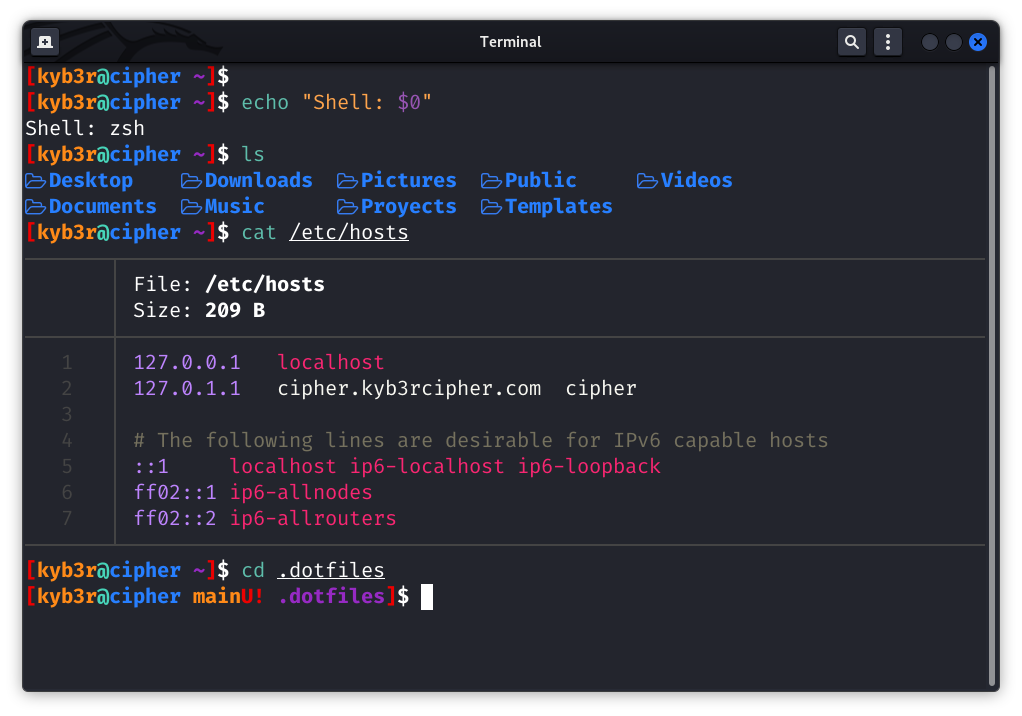 Terminal
[kyb3r@cipher ~]$
[kyb3r@cipher ~]$ echo "Shell: $0"
Shell: zsh
[kyb3r@cipher ~]$ ls
Desktop Downloads Pictures Public Videos
Documents Music Proyects Templates
[kyb3r@cipher ~]$ cat /etc/hosts
File: /etc/hosts
Size: 209 B
1 127.0.0.1 localhost
2 127.0.1.1 cipher.kyb3rcipher.com cipher
3
4 # The following lines are desirable for IPv6 capable hosts
5 ::1 localhost ip6-localhost ip6-loopback
6 ff02::1 ip6-allnodes
7 ff02::2 ip6-allrouters
[kyb3r@cipher ~]$ cd .dotfiles
[kyb3r@cipher mainU! .dotfiles]$